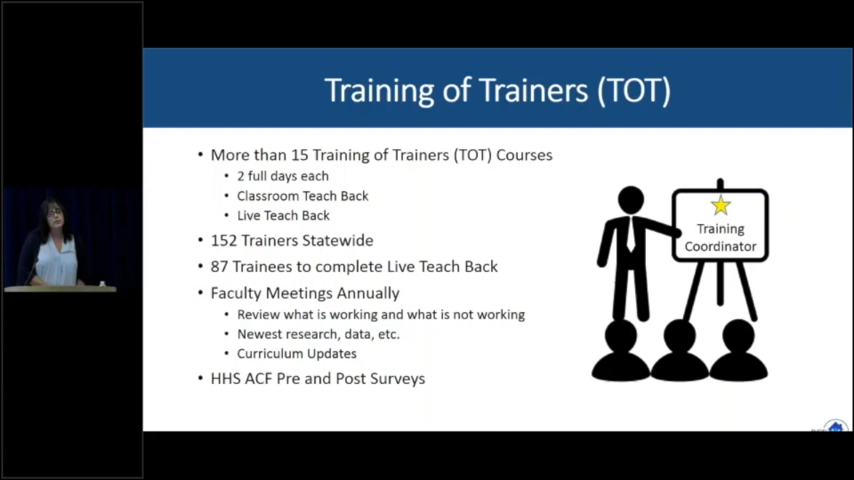 Training of Trainers (TOT)
• More than 15 Training of Trainers (TOT) Courses
• 2 full days each
• Classroom Teach Back
• Live Teach Back
• 152 Trainers Statewide
• 87 Trainees to complete Live Teach Back
• Faculty Meetings Annually
• Review what is working and what is not working
• Newest research, data, etc.
• Curriculum Updates
• HHS ACF Pre and Post Surveys
Training
Coordinator